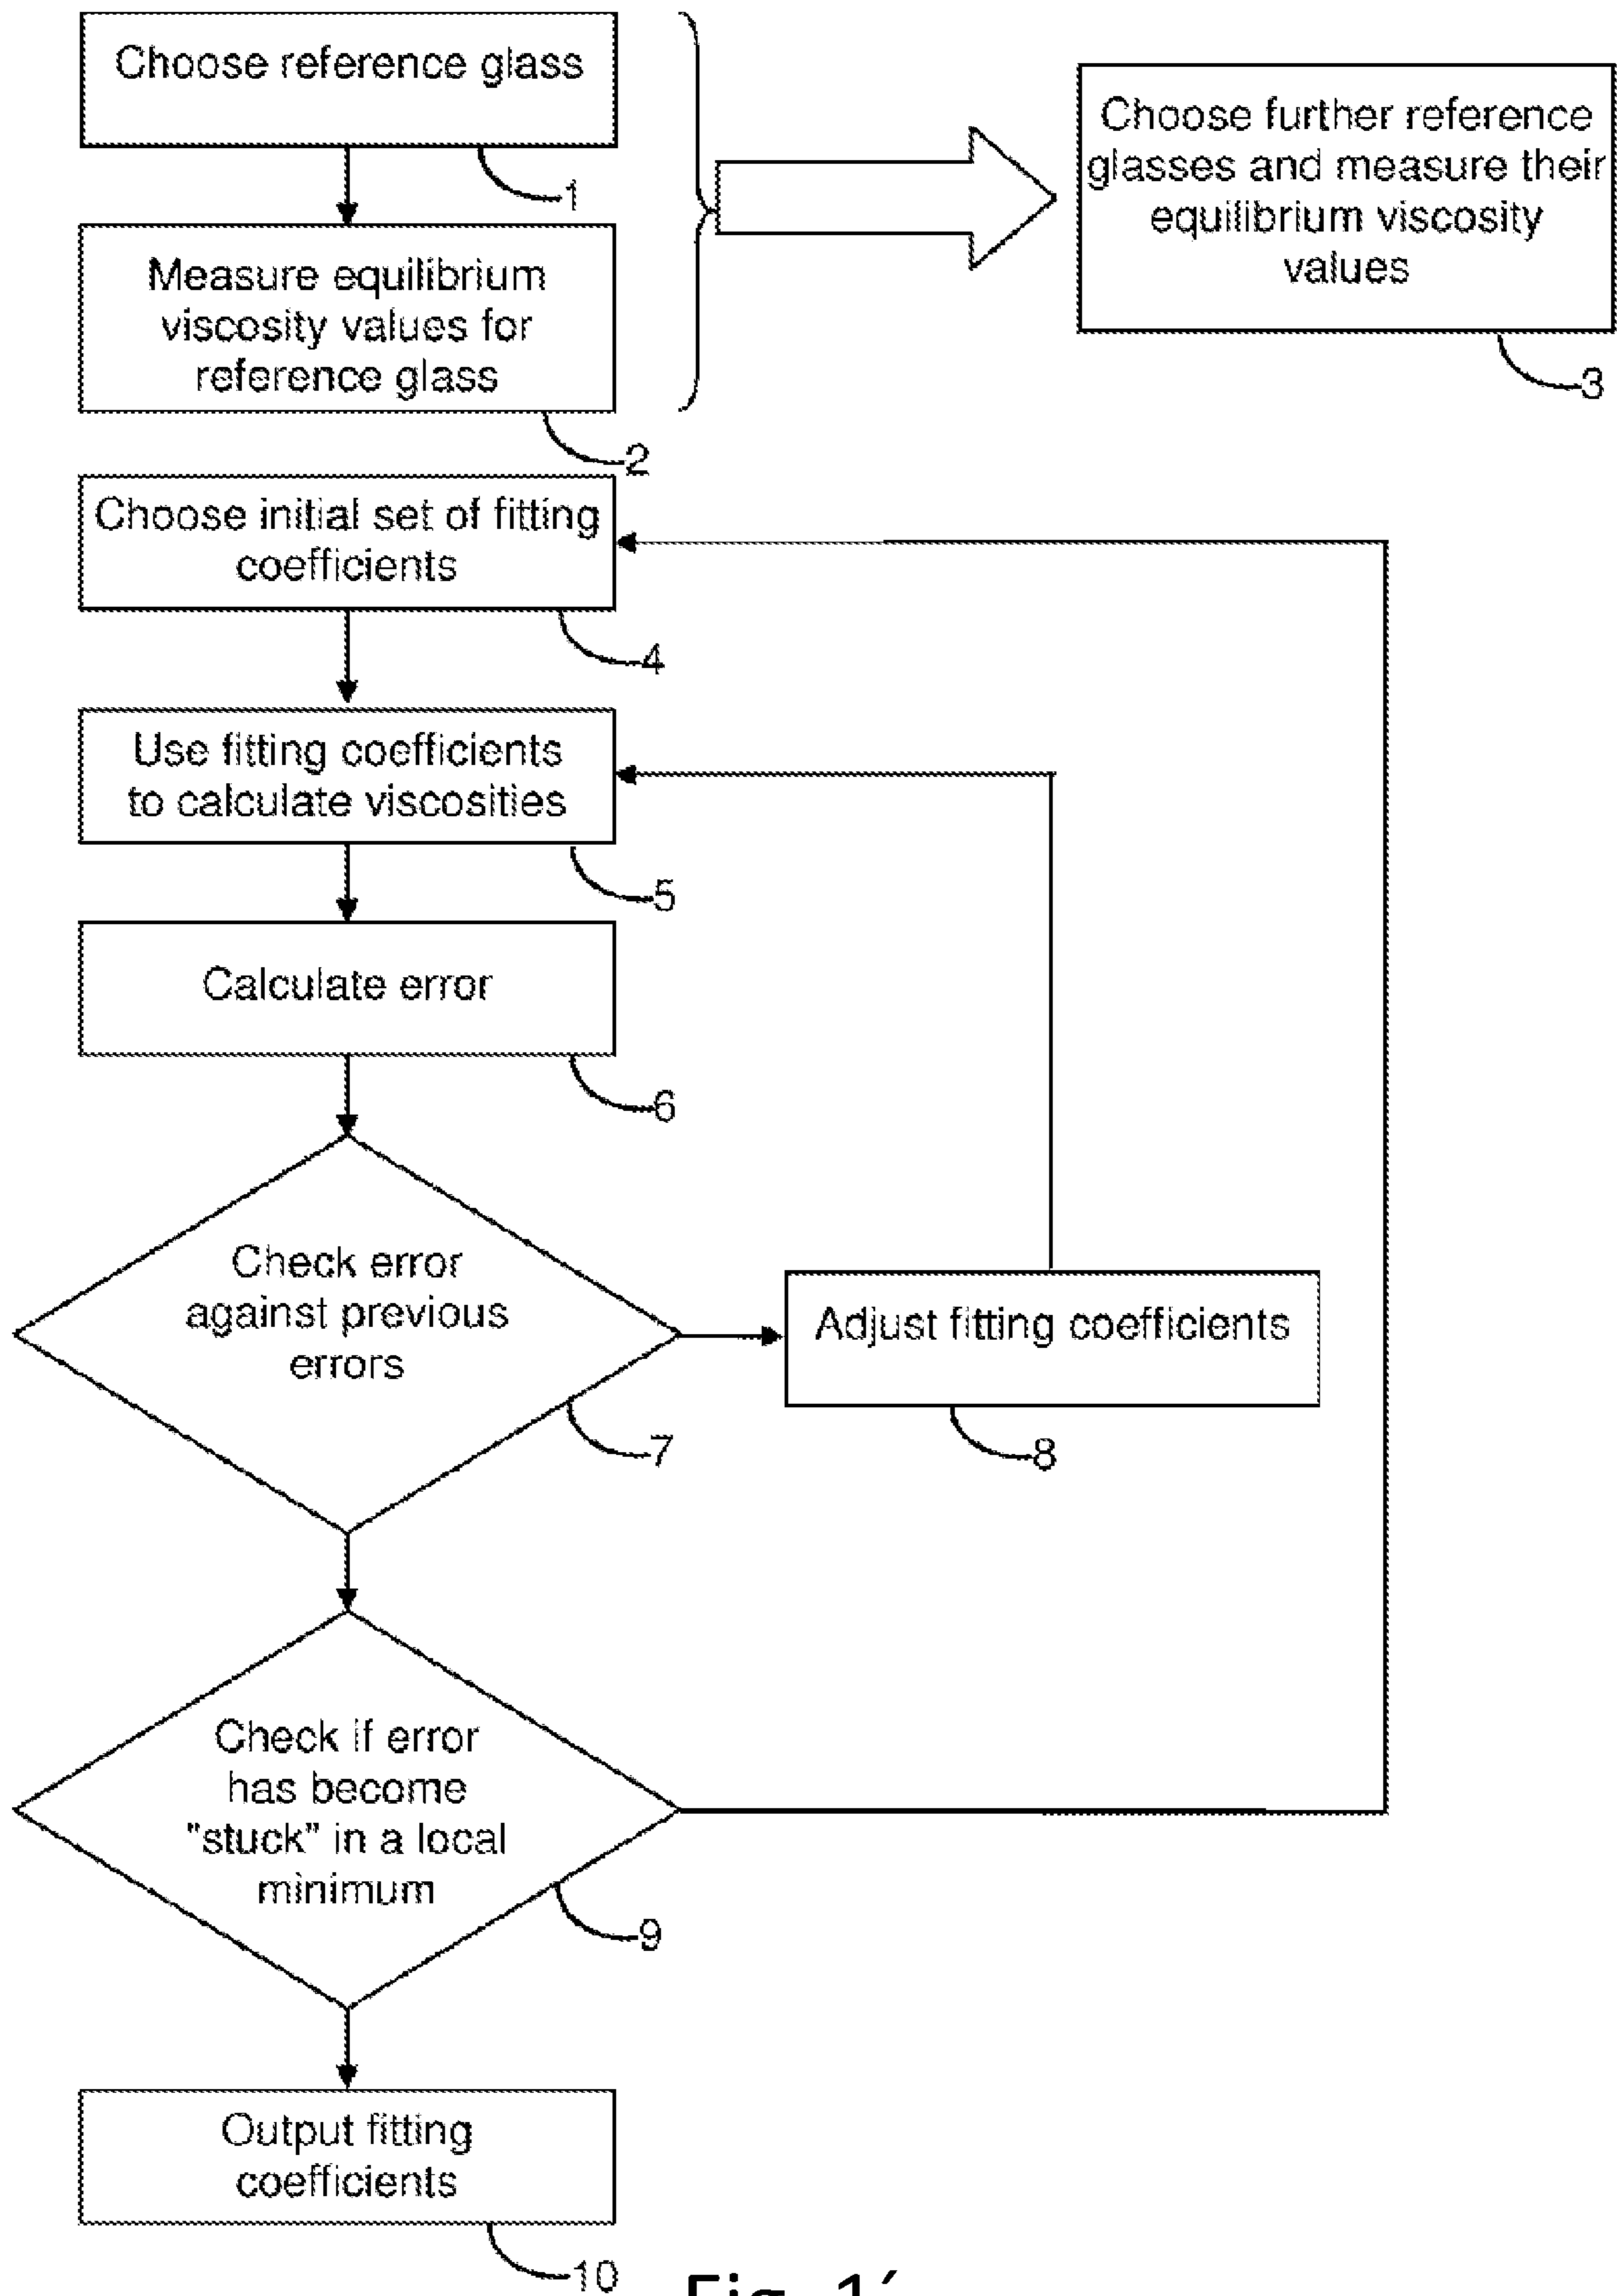 Choose reference glass
1
Measure equilibrium
viscosity values for
reference glass
2
Choose further reference
glasses and measure their
equilibrium viscosity
values
3
Choose initial set of fitting
coefficients
4
Use fitting coefficients
to calculate viscosities
5
Calculate error
6
Check error
against previous
errors
7
Adjust fitting coefficients
8
Check if error
has become
"stuck" in a local
minimum
9
Output fitting
coefficients
10
Fig. 1´